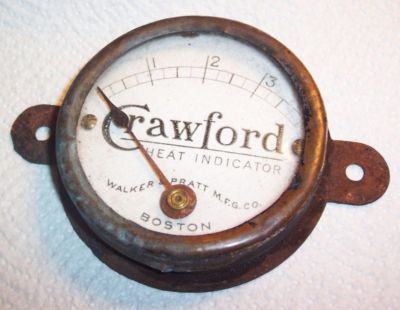 1 2 3
Crawford
HEAT INDICATOR
WALKER & PRATT M.F.G. CO.
BOSTON